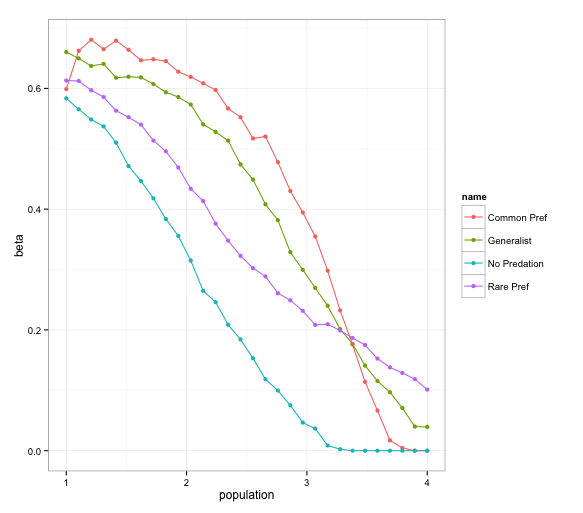 0.6
0.4
0.2
0.0
beta
1 2 3 4
population
name
Common Pref
Generalist
No Predation
Rare Pref